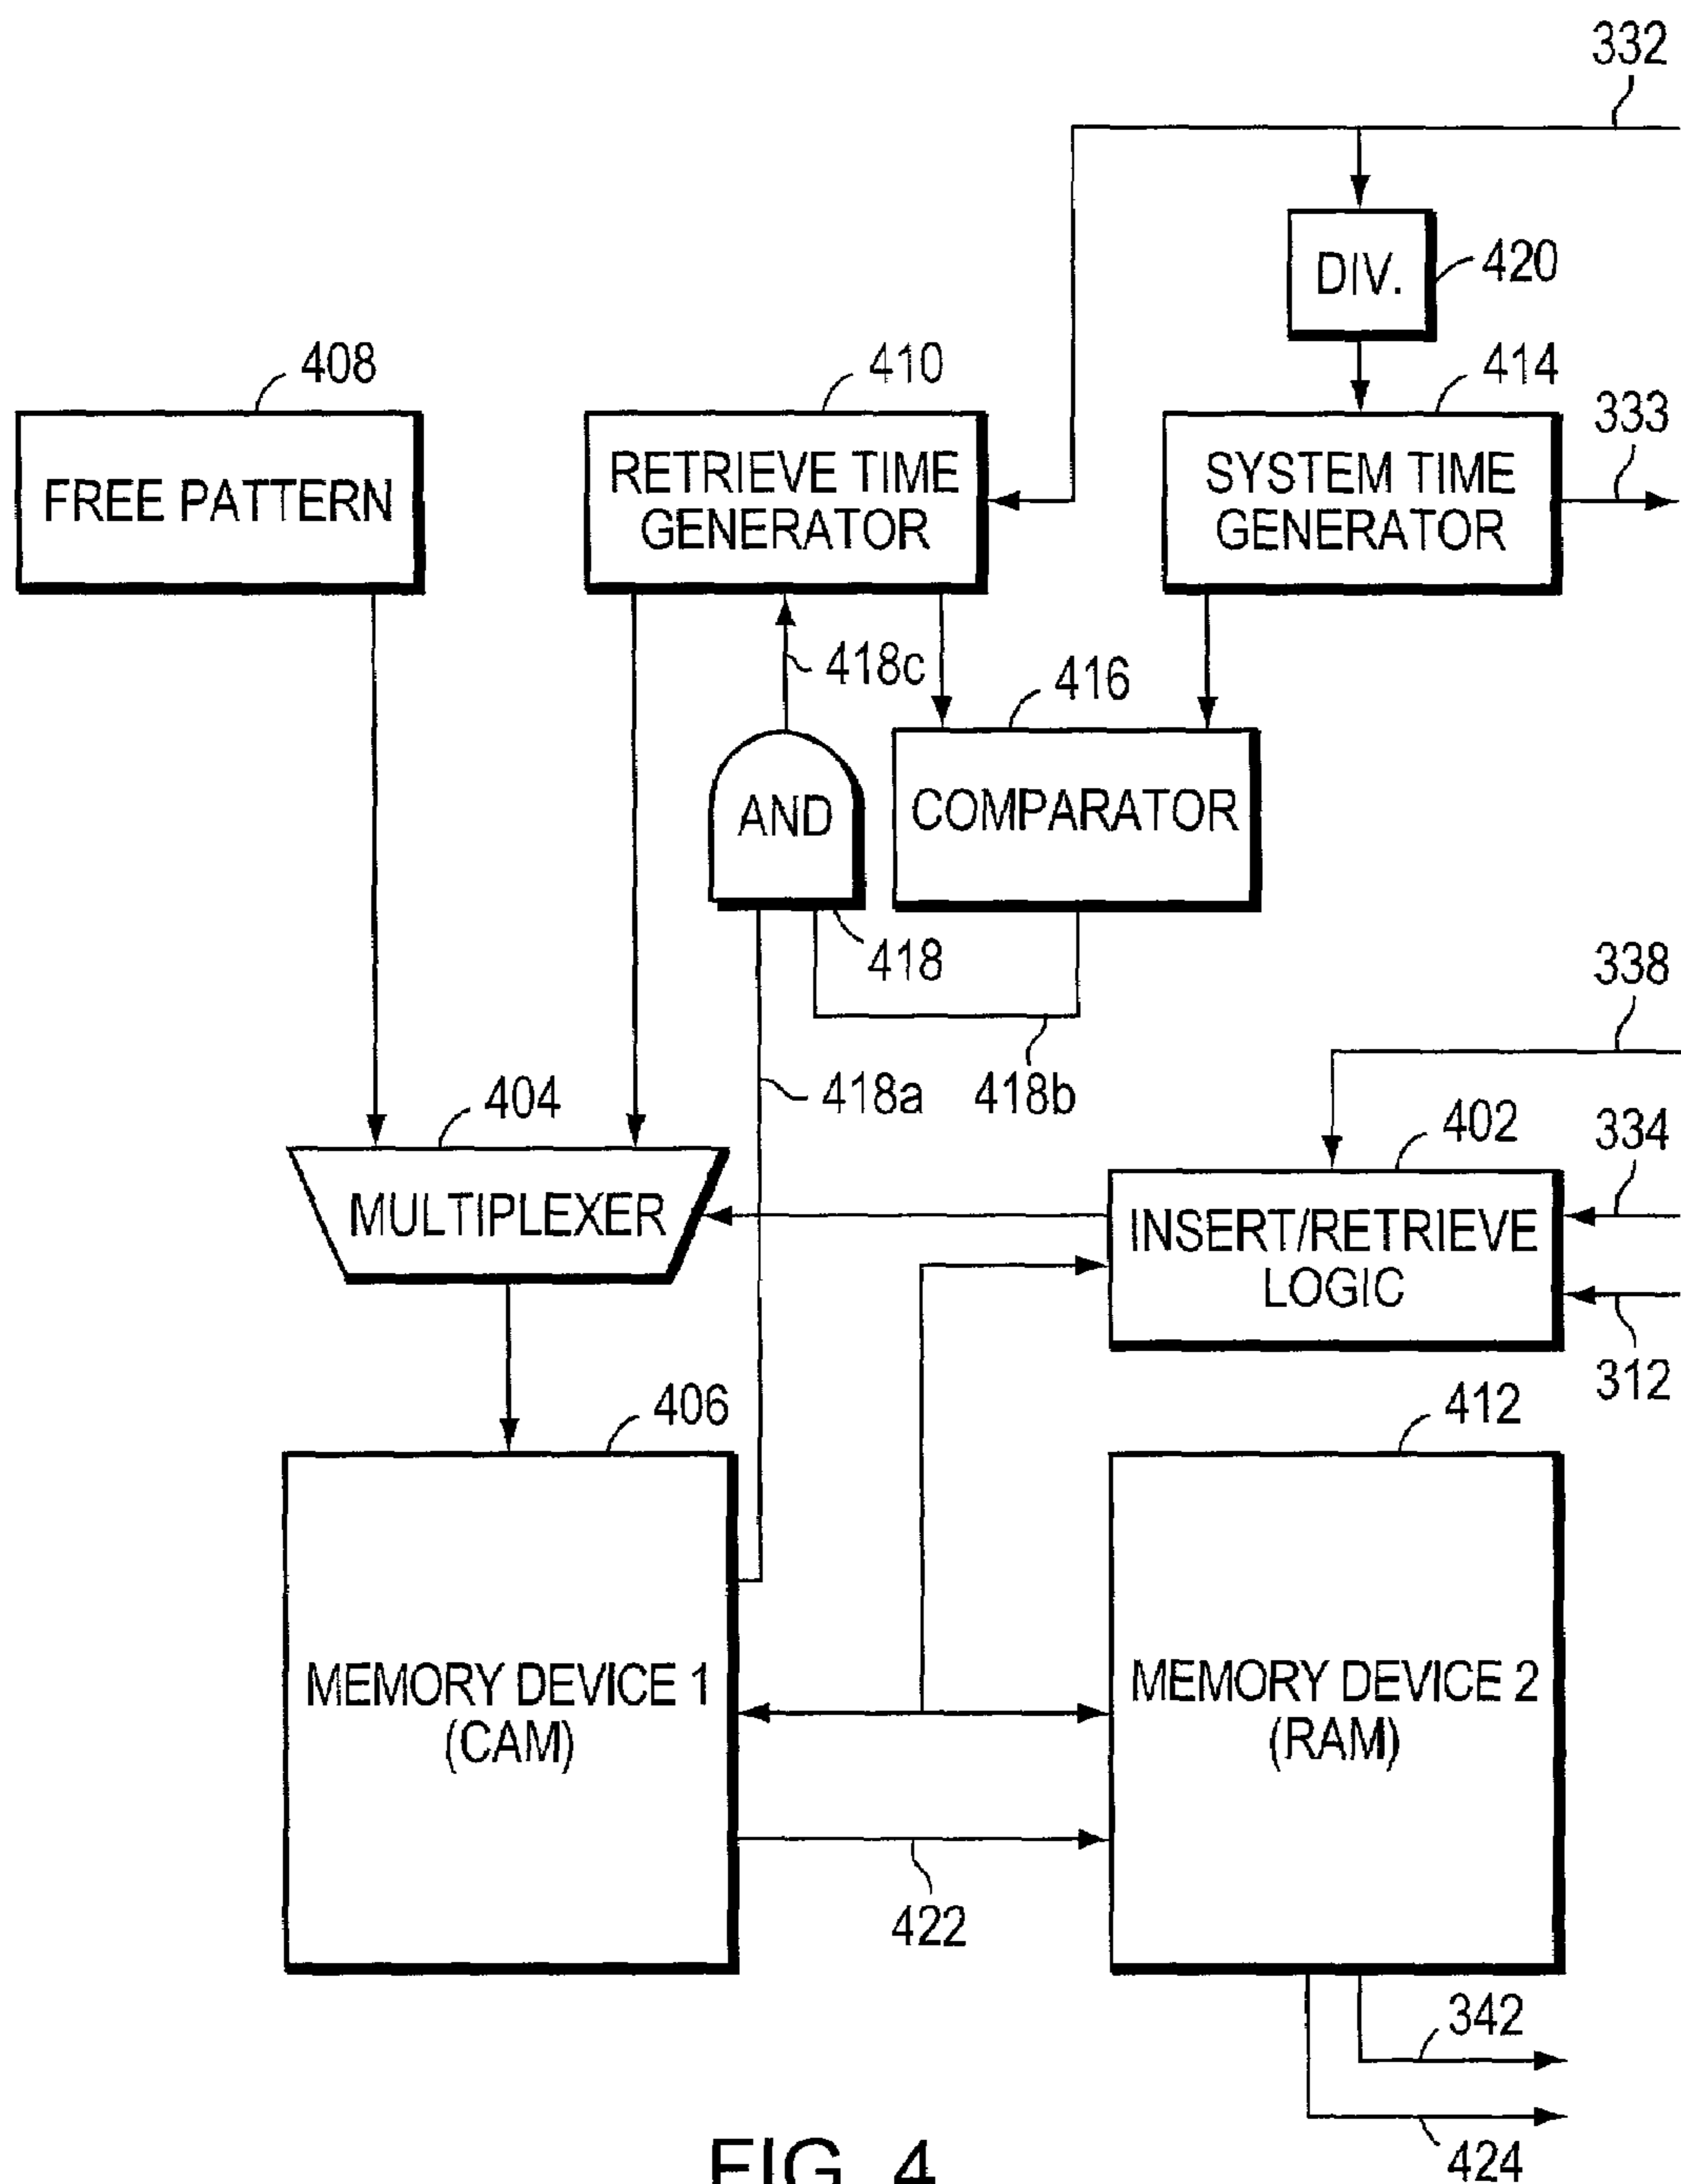 332
DIV.
420
408
410
414
333
FREE PATTERN
RETRIEVE TIME
GENERATOR
SYSTEM TIME
GENERATOR
418c
416
AND
COMPARATOR
418
338
418a
418b
404
402
334
MULTIPLEXER
INSERT/RETRIEVE
LOGIC
312
406
412
MEMORY DEVICE 1
(CAM)
MEMORY DEVICE 2
(RAM)
422
342
424
FIG. 4